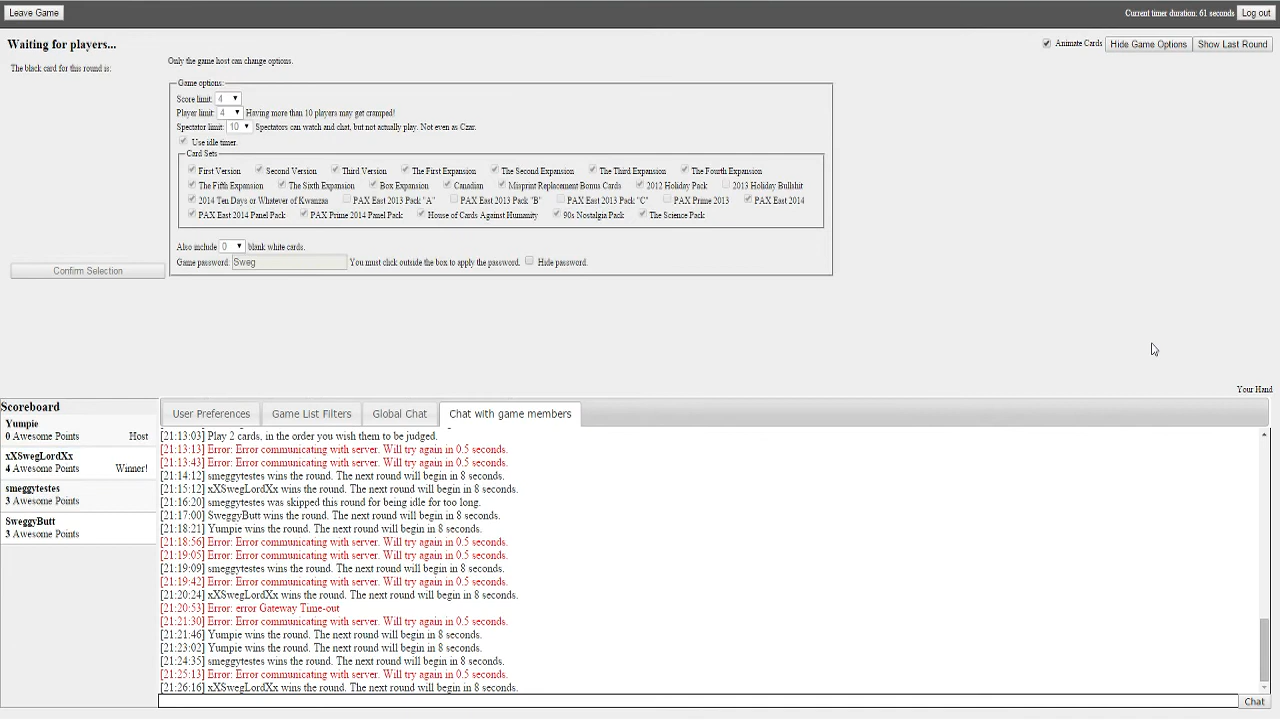 Leave Game
Current timer duration: 61 seconds Log out
Waiting for players...
Animate Cards Hide Game Options Show Last Round
The black card for this round is:
Only the game host can change options.
Game options:
Score limit: 4
Player limit: 4 Having more than 10 players may get cramped!
Spectator limit: 10 Spectators can watch and chat, but not actually play. Not even as Czar.
Use idle timer.
Card Sets
First Version Second Version Third Version The First Expansion The Second Expansion The Third Expansion The Fourth Expansion
The Fifth Expansion The Sixth Expansion Box Expansion Canadian Misprint Replacement Bonus Cards 2012 Holiday Pack 2013 Holiday Bullshit
2014 Ten Days or Whatever of Kwanzaa PAX East 2013 Pack "A" PAX East 2013 Pack "B" PAX East 2013 Pack "C" PAX Prime 2013 PAX East 2014
PAX East 2014 Panel Pack PAX Prime 2014 Panel Pack House of Cards Against Humanity 90s Nostalgia Pack The Science Pack
Also include 0 blank white cards.
Game password: Sweg You must click outside the box to apply the password. Hide password.
Confirm Selection
Your Hand
Scoreboard
Yumpie
0 Awesome Points Host
xXSwegLordXx
4 Awesome Points Winner!
smeggytestes
3 Awesome Points
SweggyButt
3 Awesome Points
User Preferences Game List Filters Global Chat Chat with game members
[21:13:03] Play 2 cards, in the order you wish them to be judged.
[21:13:13] Error: Error communicating with server. Will try again in 0.5 seconds.
[21:13:43] Error: Error communicating with server. Will try again in 0.5 seconds.
[21:14:12] smeggytestes wins the round. The next round will begin in 8 seconds.
[21:15:12] xXSwegLordXx wins the round. The next round will begin in 8 seconds.
[21:16:20] smeggytestes was skipped this round for being idle for too long.
[21:17:00] SweggyButt wins the round. The next round will begin in 8 seconds.
[21:18:21] Yumpie wins the round. The next round will begin in 8 seconds.
[21:18:56] Error: Error communicating with server. Will try again in 0.5 seconds.
[21:19:05] Error: Error communicating with server. Will try again in 0.5 seconds.
[21:19:09] smeggytestes wins the round. The next round will begin in 8 seconds.
[21:19:42] Error: Error communicating with server. Will try again in 0.5 seconds.
[21:20:24] xXSwegLordXx wins the round. The next round will begin in 8 seconds.
[21:20:53] Error: error Gateway Time-out
[21:21:30] Error: Error communicating with server. Will try again in 0.5 seconds.
[21:21:46] Yumpie wins the round. The next round will begin in 8 seconds.
[21:23:02] Yumpie wins the round. The next round will begin in 8 seconds.
[21:24:35] smeggytestes wins the round. The next round will begin in 8 seconds.
[21:25:13] Error: Error communicating with server. Will try again in 0.5 seconds.
[21:26:16] xXSwegLordXx wins the round. The next round will begin in 8 seconds.
Chat